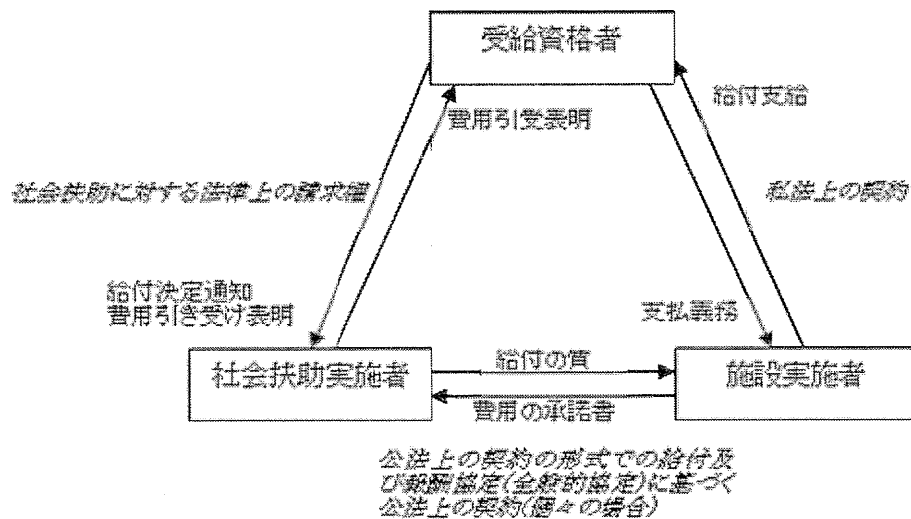 受給資格者
給付支給
費用引受表明
社会扶助に対する法律上の請求権
私法上の契約
給付決定通知
費用引き受け表明
支払義務
社会扶助実施者
給付の質
施設実施者
費用の承諾書
公法上の契約の形式での給付及
び報酬協定(全般的協定)に基づく
公法上の契約(個々の場合)